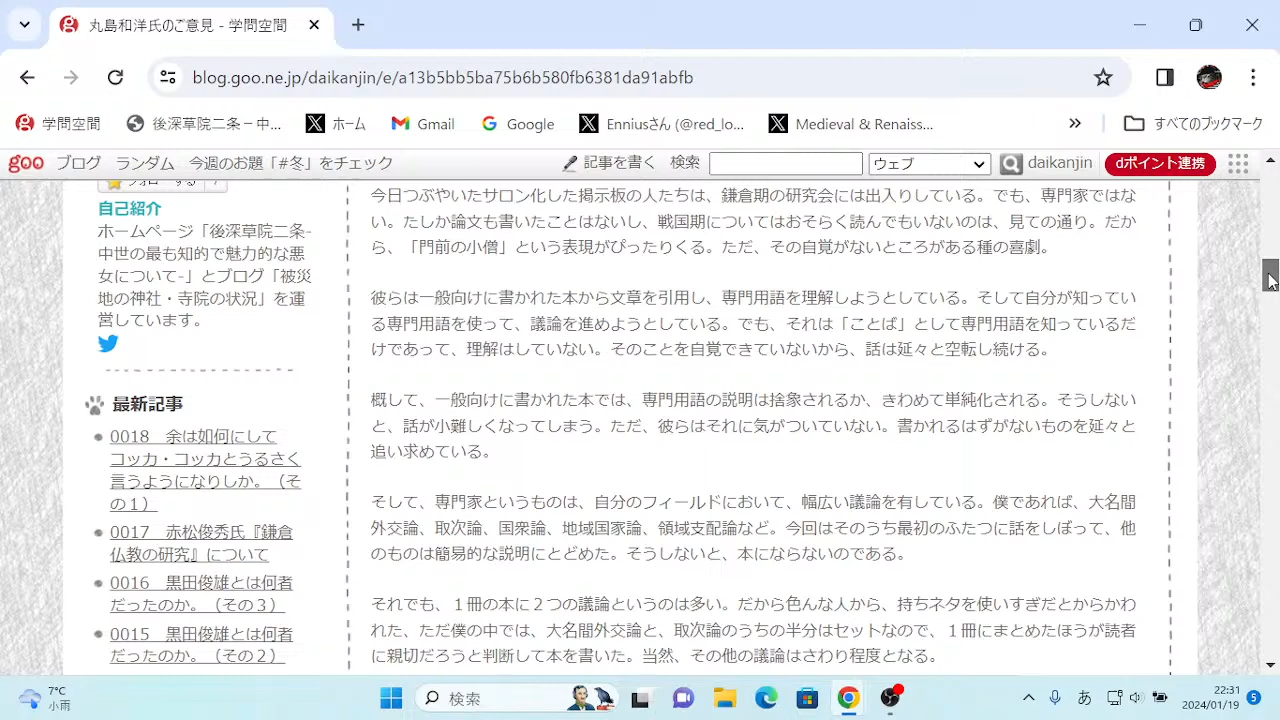 丸島和洋氏のご意見 - 学問空間
blog.goo.ne.jp/daikanjin/e/a13b5bb5ba75b6b580fb6381da91abfb
学問空間
後深草院二条－中...
ホーム
Gmail
Google
Enniusさん (@red_lo...
Medieval & Renaiss...
すべてのブックマーク
goo ブログ ランダム 今週のお題「#冬」をチェック
記事を書く 検索 ウェブ daikanjin dポイント連携
自己紹介
ホームページ「後深草院二条-
中世の最も知的で魅力的な悪
女について-」とブログ「被災
地の神社・寺院の状況」を運
営しています。
最新記事
0018 余は如何にして
コッカ・コッカとうるさく
言うようになりしか。（そ
の１）
0017 赤松俊秀氏『鎌倉
仏教の研究』について
0016 黒田俊雄とは何者
だったのか。（その３）
0015 黒田俊雄とは何者
だったのか。（その２）
今日つぶやいたサロン化した掲示板の人たちは、鎌倉期の研究会には出入りしている。でも、専門家ではな
い。たしか論文も書いたことはないし、戦国期についてはおそらく読んでもいないのは、見ての通り。だか
ら、「門前の小僧」という表現がぴったりくる。ただ、その自覚がないところがある種の喜劇。
彼らは一般向けに書かれた本から文章を引用し、専門用語を理解しようとしている。そして自分が知ってい
る専門用語を使って、議論を進めようとしている。でも、それは「ことば」として専門用語を知っているだ
けであって、理解はしていない。そのことを自覚できていないから、話は延々と空転し続ける。
概して、一般向けに書かれた本では、専門用語の説明は捨象されるか、きわめて単純化される。そうしない
と、話が小難しくなってしまう。ただ、彼らはそれに気がついていない。書かれるはずがないものを延々と
追い求めている。
そして、専門家というものは、自分のフィールドにおいて、幅広い議論を有している。僕であれば、大名間
外交論、取次論、国衆論、地域国家論、領域支配論など。今回はそのうち最初のふたつに話をしぼって、他
のものは簡易的な説明にとどめた。そうしないと、本にならないのである。
それでも、１冊の本に２つの議論というのは多い。だから色んな人から、持ちネタを使いすぎだとからかわ
れた、ただ僕の中では、大名間外交論と、取次論のうちの半分はセットなので、１冊にまとめたほうが読者
に親切だろうと判断して本を書いた。当然、その他の議論はさわり程度となる。
7°C
小雨
検索
あ
22:31
2024/01/19
5